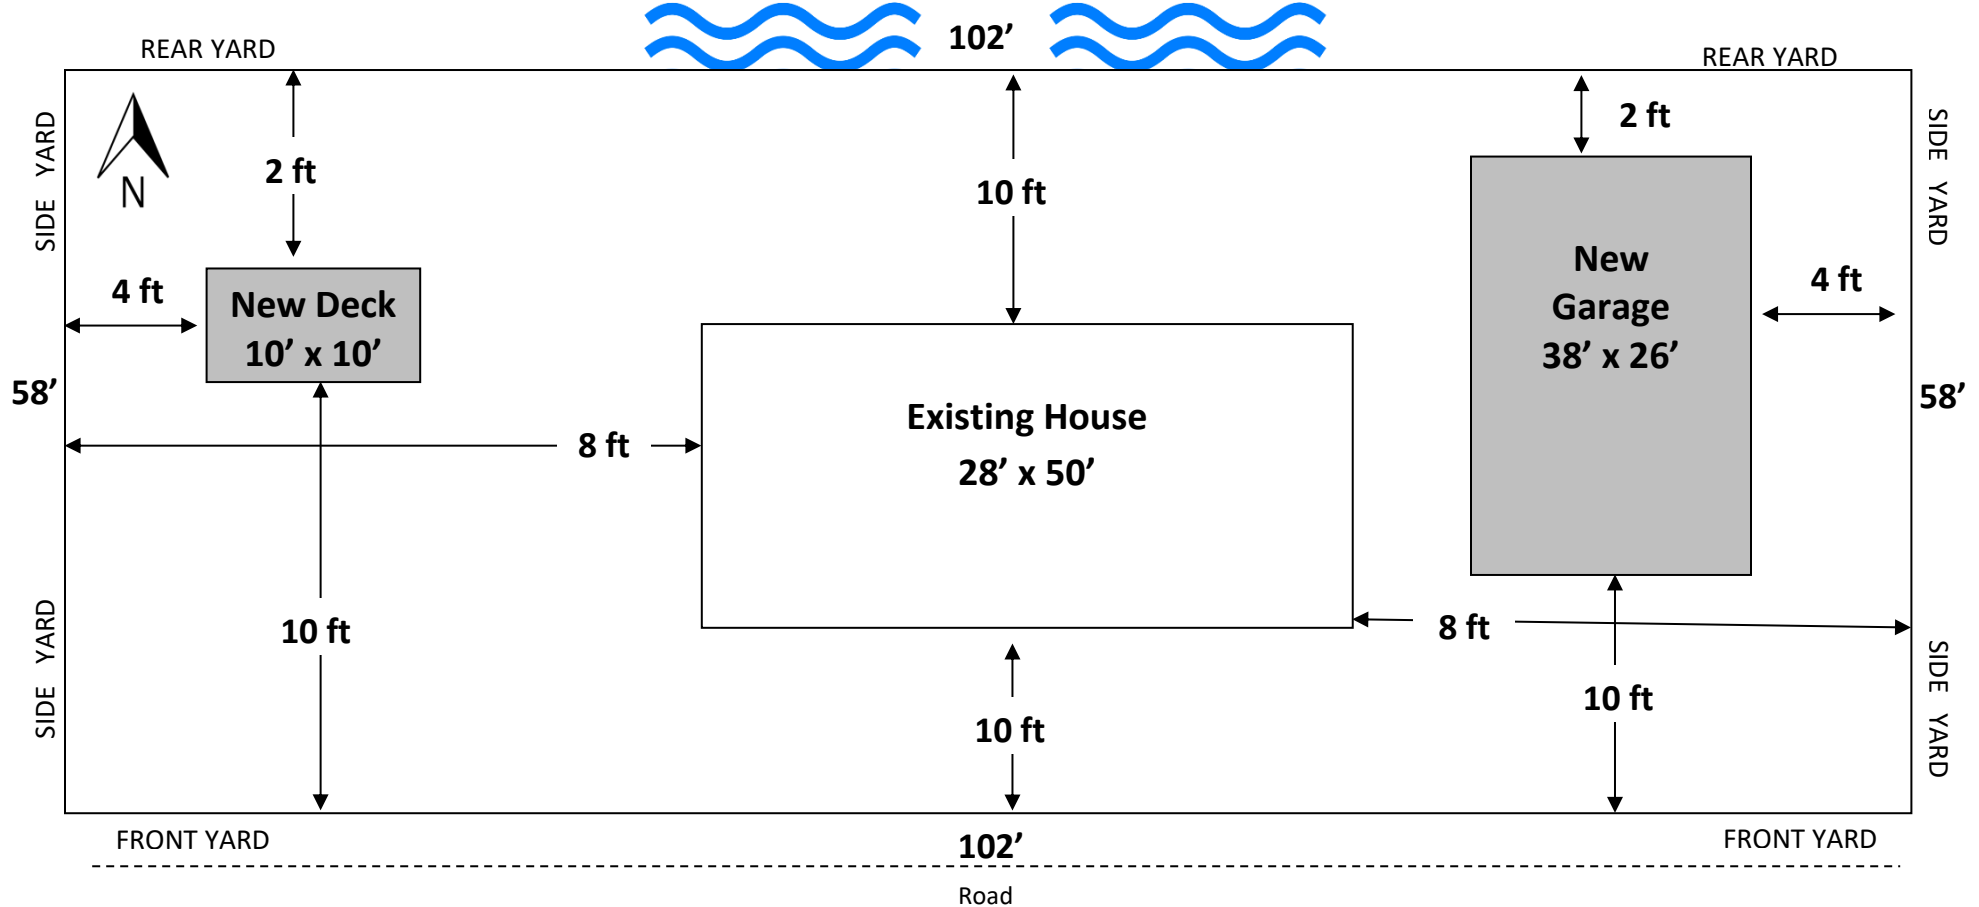 102’
REAR YARD
REAR YARD
SIDE YARD
SIDE YARD
N
2 ft
10 ft
2 ft
4 ft
New Deck
10’ x 10’
New
Garage
38’ x 26’
4 ft
58’
58’
8 ft
Existing House
28’ x 50’
10 ft
8 ft
10 ft
10 ft
SIDE YARD
SIDE YARD
FRONT YARD
102’
FRONT YARD
Road